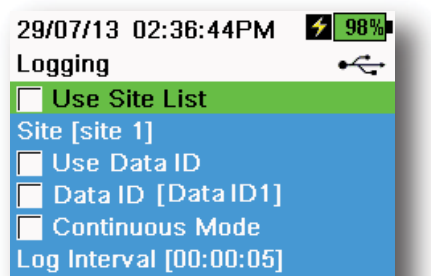 29/07/13 02:36:44PM 98%
Logging
Use Site List
Site [site 1]
Use Data ID
Data ID [Data ID1]
Continuous Mode
Log Interval [00:00:05]